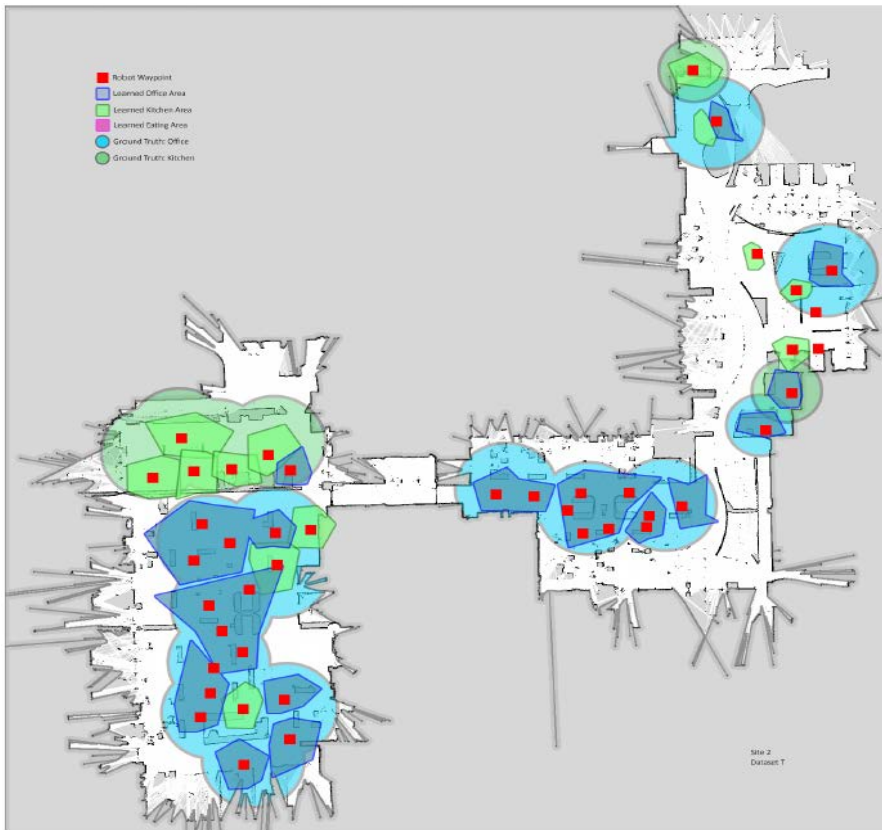 Robot Waypoint
Learned Office Area
Learned Kitchen Area
Learned Eating Area
Ground Truth: Office
Ground Truth: Kitchen
Site 2
Dataset T